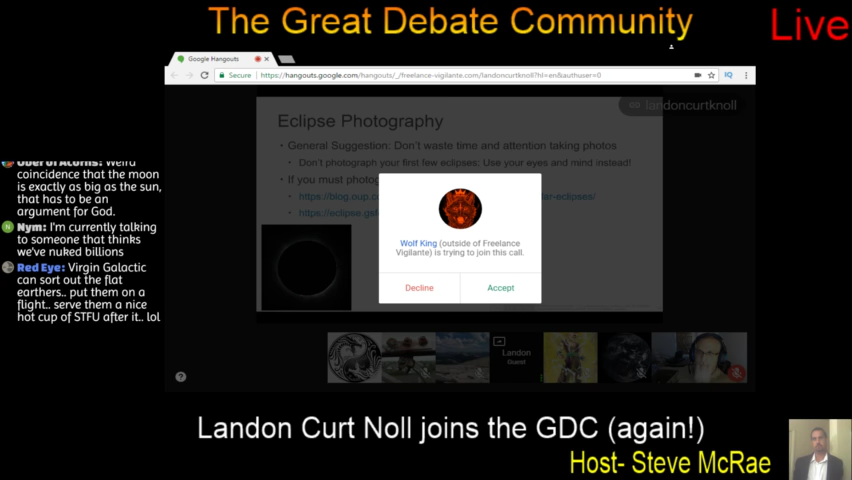 The Great Debate Community
Live
Google Hangouts
Secure
https://hangouts.google.com/hangouts/_/freelance-vigilante.com/landoncurtknoll?hl=en&authuser=0
IQ
landoncurtknoll
Eclipse Photography
• General Suggestion: Don't waste time and attention taking photos
• Don't photograph your first few eclipses: Use your eyes and mind instead!
• If you must photog
https://blog.oup.co
ar-eclipses/
Wolf King (outside of Freelance
Vigilante) is trying to join this call.
Decline
Accept
Landon
Guest
?
Ober of Acorns: Weird
coincidence that the moon
is exactly as big as the sun,
that has to be an
argument for God.
N
Nym: I'm currently talking
to someone that thinks
we've nuked billions
Red Eye: Virgin Galactic
can sort out the flat
earthers.. put them on a
flight.. serve them a nice
hot cup of STFU after it.. lol
Landon Curt Noll joins the GDC (again!)
Host- Steve McRae